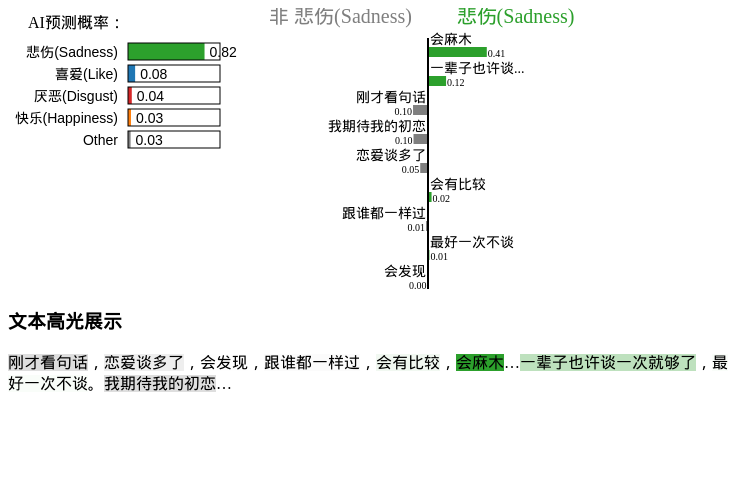 AI预测概率：
悲伤(Sadness) 0.82
喜爱(Like) 0.08
厌恶(Disgust) 0.04
快乐(Happiness) 0.03
Other 0.03
非 悲伤(Sadness) 悲伤(Sadness)
会麻木
0.41
一辈子也许谈...
0.12
刚才看句话
0.10
我期待我的初恋
0.10
恋爱谈多了
0.05
会有比较
0.02
跟谁都一样过
0.01
最好一次不谈
0.01
会发现
0.00
文本高光展示
刚才看句话，恋爱谈多了，会发现，跟谁都一样过，会有比较，会麻木…一辈子也许谈一次就够了，最
好一次不谈。我期待我的初恋…